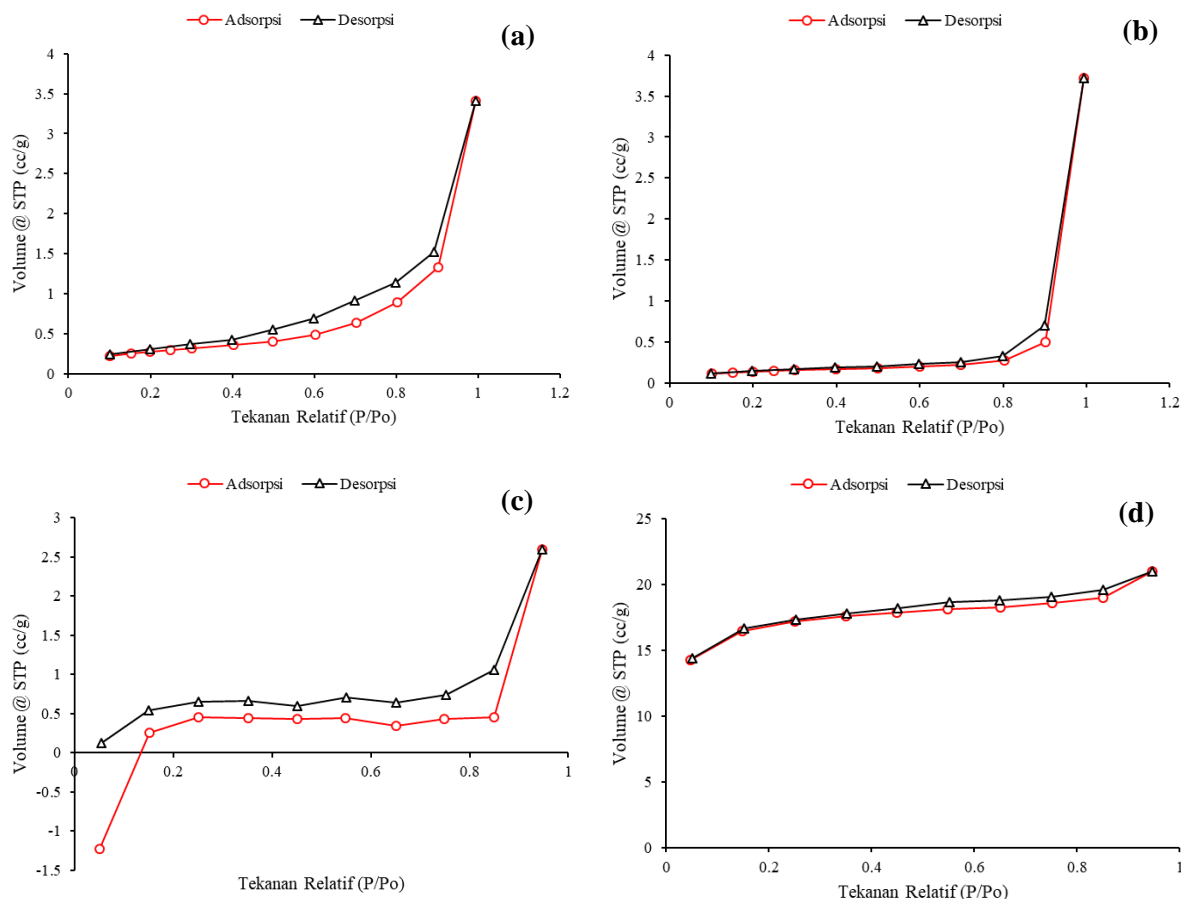 Adsorpsi Desorpsi
(a)
4
3.5
3
2.5
2
1.5
1
0.5
0
0 0.2 0.4 0.6 0.8 1 1.2
Volume @ STP (cc/g)
Tekanan Relatif (P/Po)
Adsorpsi Desorpsi
(b)
4
3.5
3
2.5
2
1.5
1
0.5
0
0 0.2 0.4 0.6 0.8 1 1.2
Volume @ STP (cc/g)
Tekanan Relatif (P/Po)
Adsorpsi Desorpsi
(c)
3
2.5
2
1.5
1
0.5
0
-0.5
-1
-1.5
0 0.2 0.4 0.6 0.8 1
Volume @ STP (cc/g)
Tekanan Relatif (P/Po)
Adsorpsi Desorpsi
(d)
25
20
15
10
5
0
0 0.2 0.4 0.6 0.8 1
Volume @ STP (cc/g)
Tekanan Relatif (P/Po)